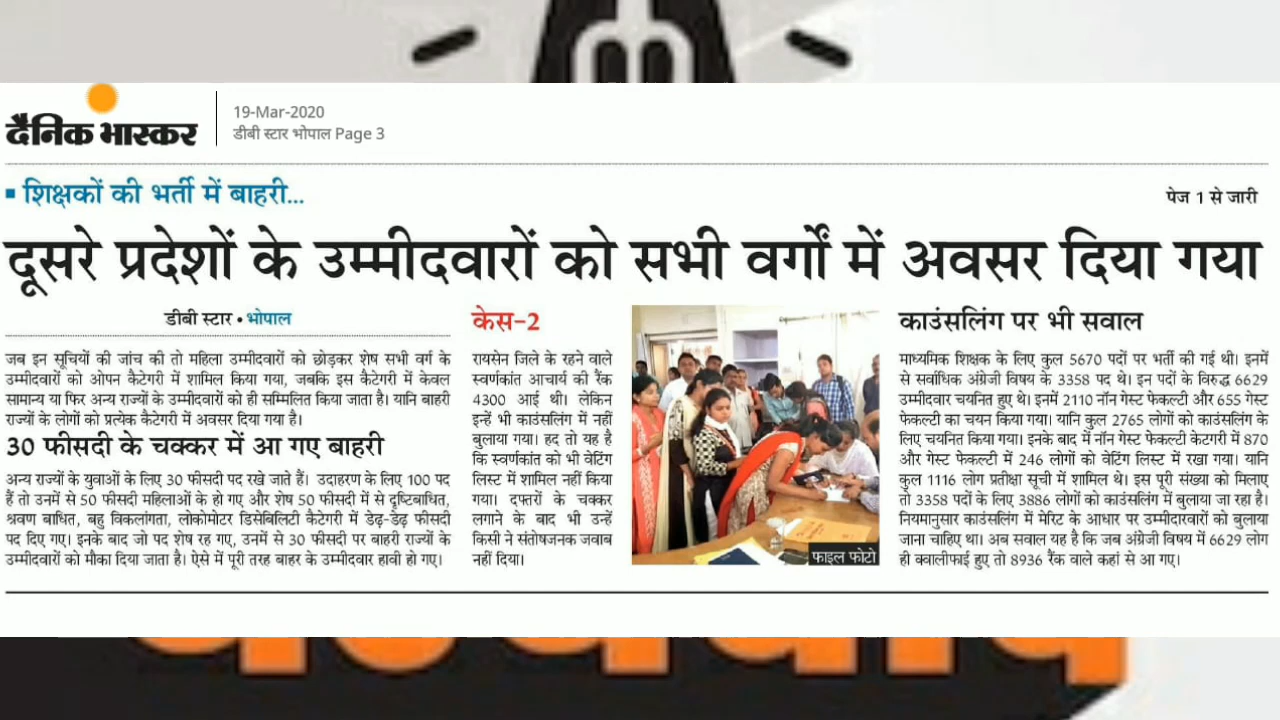 दैनिक भास्कर
19-Mar-2020
डीबी स्टार भोपाल Page 3
शिक्षकों की भर्ती में बाहरी...
पेज 1 से जारी
दूसरे प्रदेशों के उम्मीदवारों को सभी वर्गों में अवसर दिया गया
डीबी स्टार • भोपाल
जब इन सूचियों की जांच की तो महिला उम्मीदवारों को छोड़कर शेष सभी वर्ग के
उम्मीदवारों को ओपन कैटेगरी में शामिल किया गया, जबकि इस कैटेगरी में केवल
सामान्य या फिर अन्य राज्यों के उम्मीदवारों को ही सम्मिलित किया जाता है। यानि बाहरी
राज्यों के लोगों को प्रत्येक कैटेगरी में अवसर दिया गया है।
30 फीसदी के चक्कर में आ गए बाहरी
अन्य राज्यों के युवाओं के लिए 30 फीसदी पद रखे जाते हैं। उदाहरण के लिए 100 पद
हैं तो उनमें से 50 फीसदी महिलाओं के हो गए और शेष 50 फीसदी में से दृष्टिबाधित,
श्रवण बाधित, बहु विकलांगता, लोकोमोटर डिसेबिलिटी कैटेगरी में डेढ़-डेढ़ फीसदी
पद दिए गए। इनके बाद जो पद शेष रह गए, उनमें से 30 फीसदी पर बाहरी राज्यों के
उम्मीदवारों को मौका दिया जाता है। ऐसे में पूरी तरह बाहर के उम्मीदवार हावी हो गए।
केस-2
रायसेन जिले के रहने वाले
स्वर्णकांत आचार्य की रैंक
4300 आई थी। लेकिन
इन्हें भी काउंसलिंग में नहीं
बुलाया गया। हद तो यह है
कि स्वर्णकांत को भी वेटिंग
लिस्ट में शामिल नहीं किया
गया। दफ्तरों के चक्कर
लगाने के बाद भी उन्हें
किसी ने संतोषजनक जवाब
नहीं दिया।
फाइल फोटो
काउंसलिंग पर भी सवाल
माध्यमिक शिक्षक के लिए कुल 5670 पदों पर भर्ती की गई थी। इनमें
से सर्वाधिक अंग्रेजी विषय के 3358 पद थे। इन पदों के विरुद्ध 6629
उम्मीदवार चयनित हुए थे। इनमें 2110 नॉन गेस्ट फेकल्टी और 655 गेस्ट
फेकल्टी का चयन किया गया। यानि कुल 2765 लोगों को काउंसलिंग के
लिए चयनित किया गया। इनके बाद में नॉन गेस्ट फेकल्टी केटगरी में 870
और गेस्ट फेकल्टी में 246 लोगों को वेटिंग लिस्ट में रखा गया। यानि
कुल 1116 लोग प्रतीक्षा सूची में शामिल थे। इस पूरी संख्या को मिलाए
तो 3358 पदों के लिए 3886 लोगों को काउंसलिंग में बुलाया जा रहा है।
नियमानुसार काउंसलिंग में मेरिट के आधार पर उम्मीदारवारों को बुलाया
जाना चाहिए था। अब सवाल यह है कि जब अंग्रेजी विषय में 6629 लोग
ही क्वालीफाई हुए तो 8936 रैंक वाले कहां से आ गए।